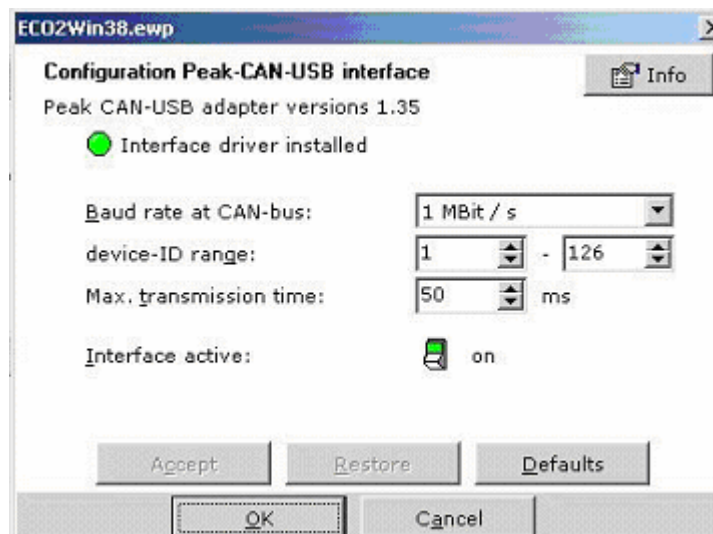 ECO2Win38.ewp
Configuration Peak-CAN-USB interface
Info
Peak CAN-USB adapter versions 1.35
Interface driver installed
Baud rate at CAN-bus: 1 MBit / s
device-ID range: 1 - 126
Max. transmission time: 50 ms
Interface active: on
Accept Restore Defaults
OK Cancel